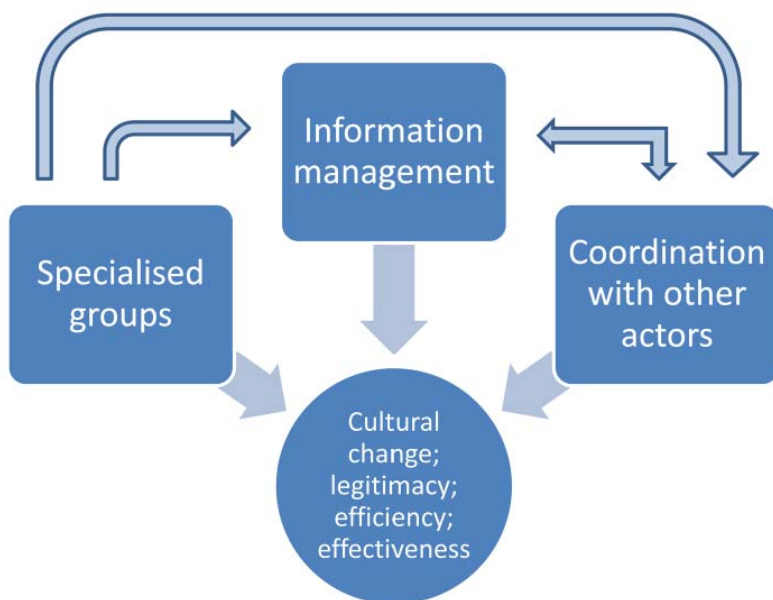 Information
management
Specialised
groups
Coordination
with other
actors
Cultural
change;
legitimacy;
efficiency;
effectiveness